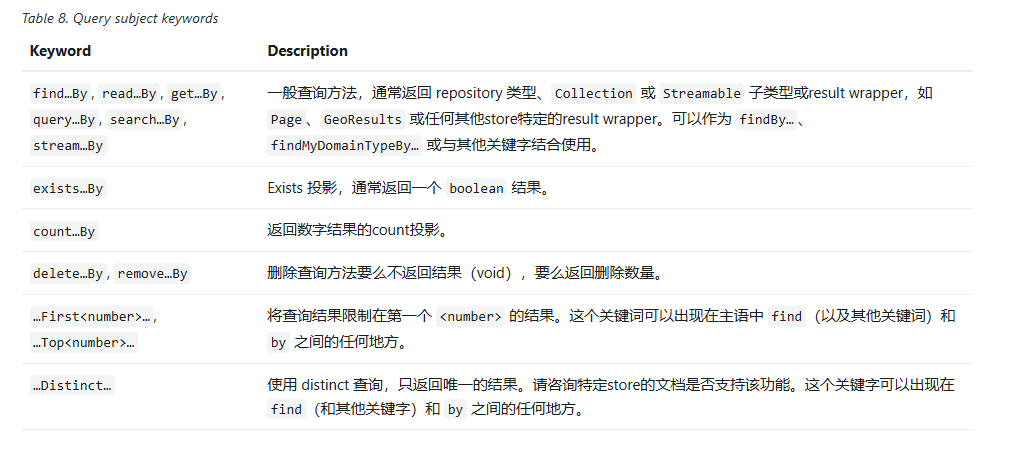 Table 8. Query subject keywords
Keyword Description
find…By, read…By, get…By, 一般查询方法，通常返回 repository 类型、Collection 或 Streamable 子类型或result wrapper，如
query…By, search…By, Page、GeoResults 或任何其他store特定的result wrapper。可以作为 findBy…、
stream…By findMyDomainTypeBy… 或与其他关键字结合使用。
exists…By Exists 投影，通常返回一个 boolean 结果。
count…By 返回数字结果的count投影。
delete…By, remove…By 删除查询方法要么不返回结果（void），要么返回删除数量。
…First<number>…, 将查询结果限制在第一个 <number> 的结果。这个关键词可以出现在主语中 find（以及其他关键词）和
…Top<number>… by 之间的任何地方。
…Distinct… 使用 distinct 查询，只返回唯一的结果。请咨询特定store的文档是否支持该功能。这个关键字可以出现在
find（和其他关键字）和 by 之间的任何地方。